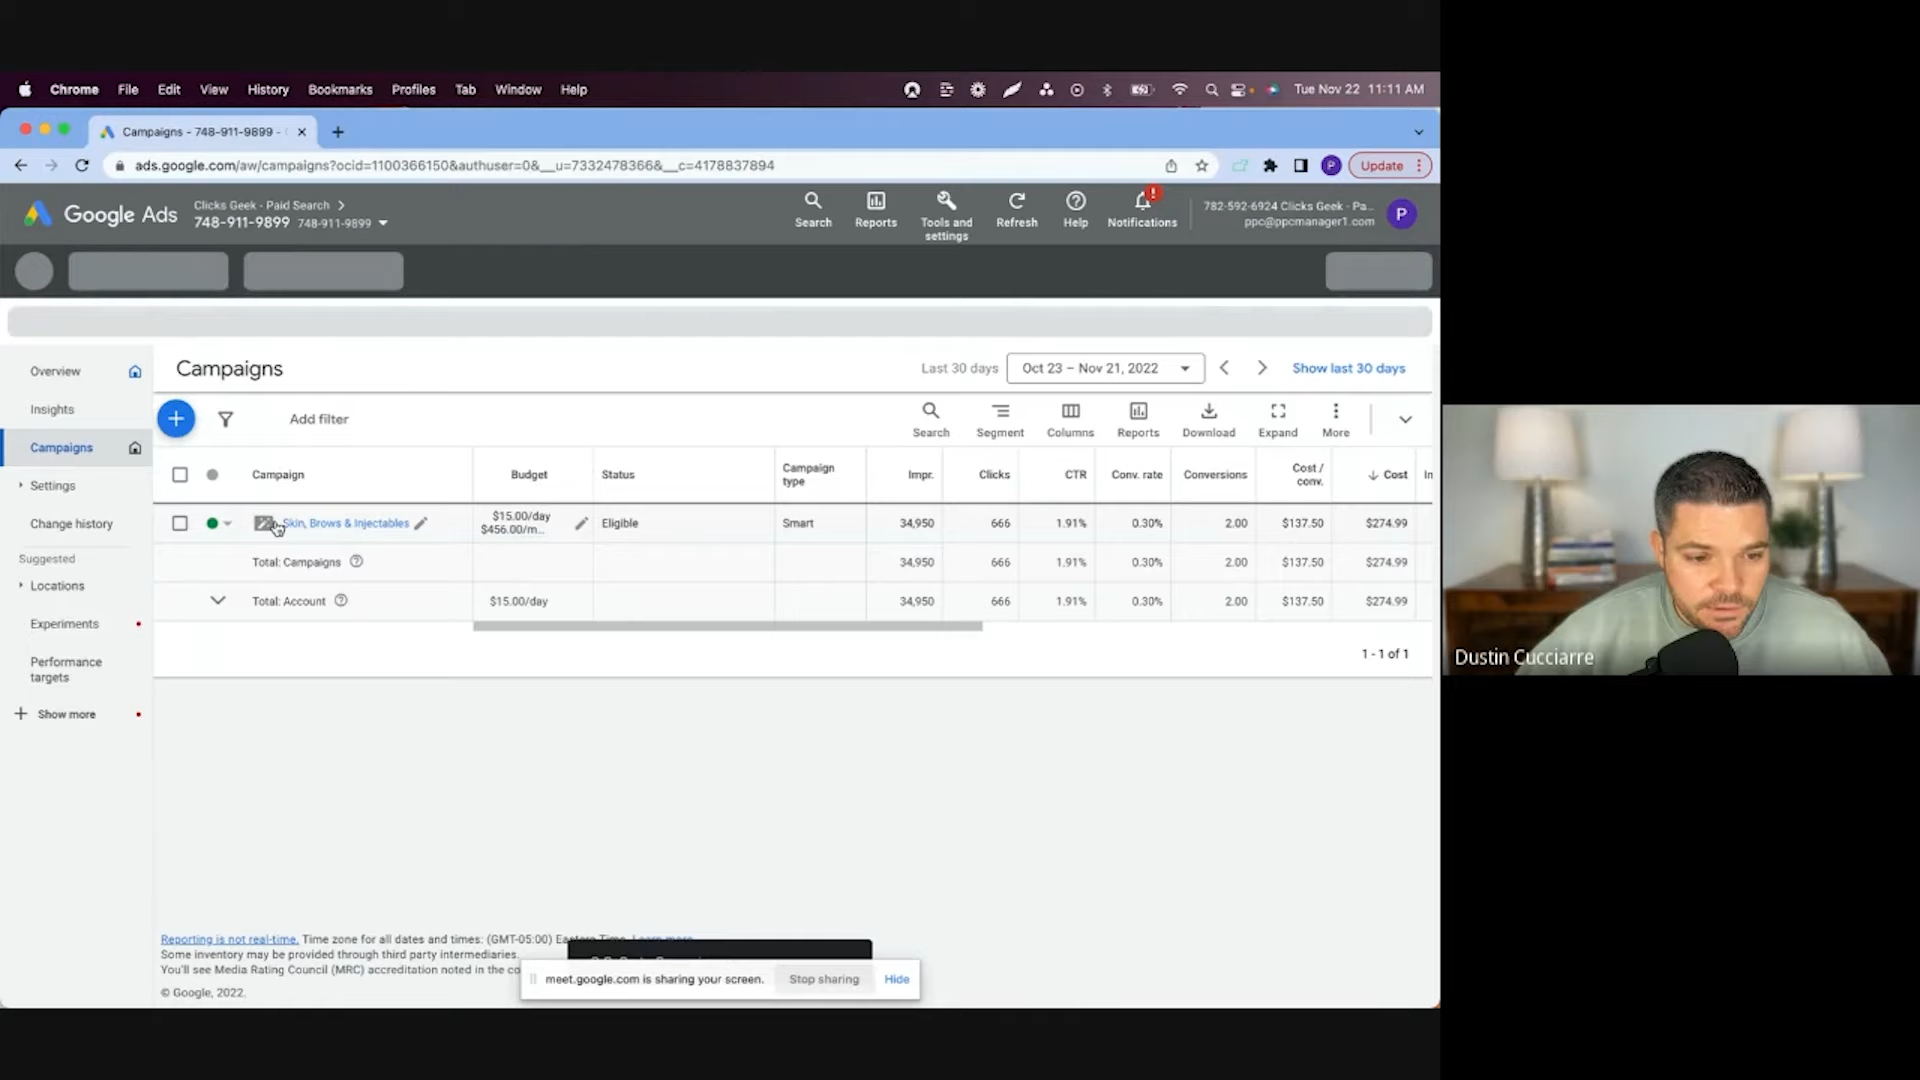 Chrome File Edit View History Bookmarks Profiles Tab Window Help Tue Nov 22 11:11 AM
Campaigns - 748-911-9899 -
ads.google.com/aw/campaigns?ocid=1100366150&authuser=0&__u=7332478366&__c=4178837894 P Update
Google Ads
Clicks Geek - Paid Search
748-911-9899 748-911-9899
Search
Reports
Tools and settings
Refresh
Help
Notifications
782-592-6924 Clicks Geek - Pa...
ppc@ppcmanager1.com
P
Overview
Insights
Campaigns
Settings
Change history
Suggested
Locations
Experiments
Performance targets
Show more
Campaigns
Last 30 days Oct 23 – Nov 21, 2022 Show last 30 days
Add filter
Search Segment Columns Reports Download Expand More
Campaign Budget Status Campaign type Impr. Clicks CTR Conv. rate Conversions Cost / conv. Cost In
Skin, Brows & Injectables $15.00/day $456.00/m... Eligible Smart 34,950 666 1.91% 0.30% 2.00 $137.50 $274.99
Total: Campaigns 34,950 666 1.91% 0.30% 2.00 $137.50 $274.99
Total: Account $15.00/day 34,950 666 1.91% 0.30% 2.00 $137.50 $274.99
1 - 1 of 1
Reporting is not real-time. Time zone for all dates and times: (GMT-05:00) Eastern Time. Learn more
Some inventory may be provided through third party intermediaries.
You'll see Media Rating Council (MRC) accreditation noted in the co
© Google, 2022.
meet.google.com is sharing your screen. Stop sharing Hide
Dustin Cucciarre